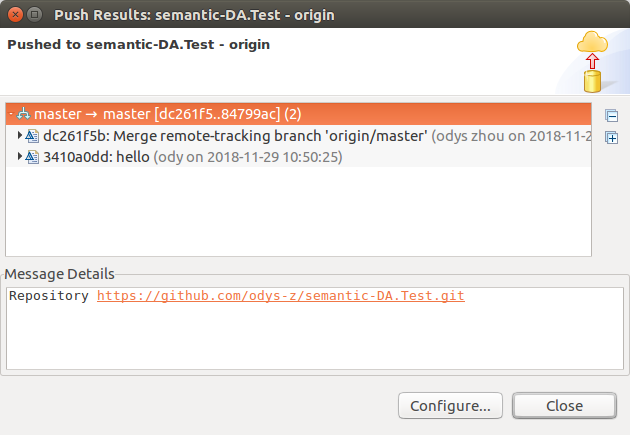 Push Results: semantic-DA.Test - origin
Pushed to semantic-DA.Test - origin
master → master [dc261f5..84799ac] (2)
dc261f5b: Merge remote-tracking branch 'origin/master' (odys zhou on 2018-11-2
3410a0dd: hello (ody on 2018-11-29 10:50:25)
Message Details
Repository https://github.com/odys-z/semantic-DA.Test.git
Configure... Close